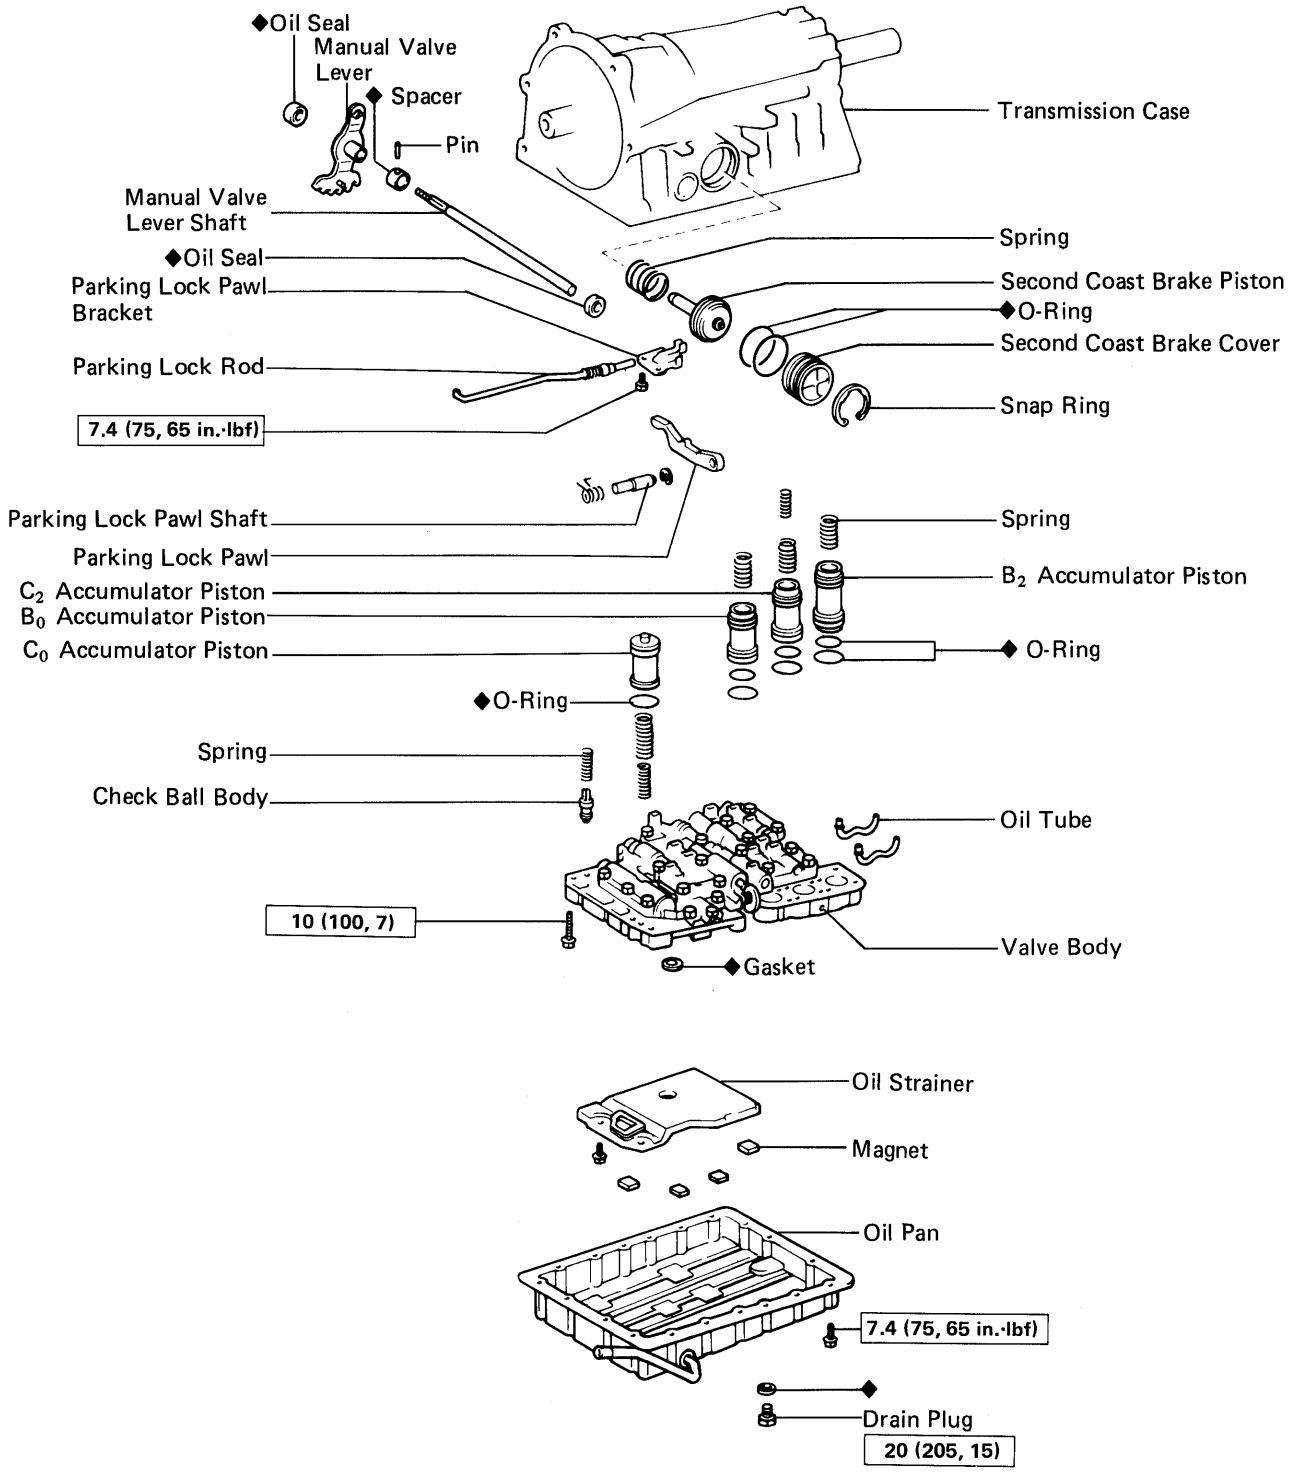 ◆Oil Seal
Manual Valve
Lever
◆ Spacer
Pin
Transmission Case
Manual Valve
Lever Shaft
◆Oil Seal
Parking Lock Pawl
Bracket
Parking Lock Rod
7.4 (75, 65 in.·lbf)
Spring
Second Coast Brake Piston
◆O-Ring
Second Coast Brake Cover
Snap Ring
Parking Lock Pawl Shaft
Parking Lock Pawl
C2 Accumulator Piston
B0 Accumulator Piston
C0 Accumulator Piston
Spring
B2 Accumulator Piston
◆ O-Ring
◆O-Ring
Spring
Check Ball Body
Oil Tube
10 (100, 7)
Valve Body
◆Gasket
Oil Strainer
Magnet
Oil Pan
7.4 (75, 65 in.·lbf)
◆
Drain Plug
20 (205, 15)